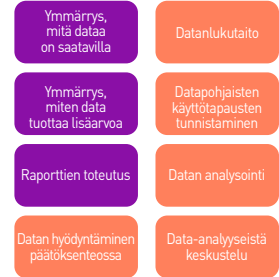 Ymmärrys,
mitä dataa
on saatavilla
Datanlukutaito
Ymmärrys,
miten data
tuottaa lisäarvoa
Datapohjaisten
käyttötapausten
tunnistaminen
Raporttien toteutus
Datan analysointi
Datan hyödyntäminen
päätöksenteossa
Data-analyyseistä
keskustelu